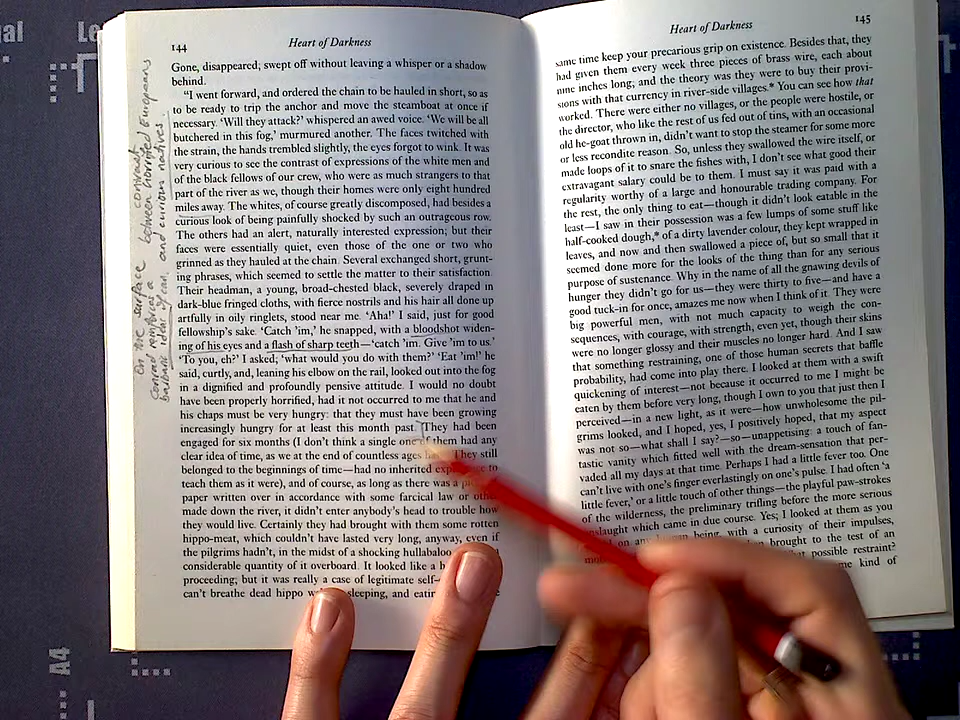 gal
Le
A4
144
Heart of Darkness
Gone, disappeared; swept off without leaving a whisper or a shadow
behind.
“I went forward, and ordered the chain to be hauled in short, so as
to be ready to trip the anchor and move the steamboat at once if
necessary. ‘Will they attack?’ whispered an awed voice. ‘We will be all
butchered in this fog,’ murmured another. The faces twitched with
the strain, the hands trembled slightly, the eyes forgot to wink. It was
very curious to see the contrast of expressions of the white men and
of the black fellows of our crew, who were as much strangers to that
part of the river as we, though their homes were only eight hundred
miles away. The whites, of course greatly discomposed, had besides a
curious look of being painfully shocked by such an outrageous row.
The others had an alert, naturally interested expression; but their
faces were essentially quiet, even those of the one or two who
grinned as they hauled at the chain. Several exchanged short, grunt-
ing phrases, which seemed to settle the matter to their satisfaction.
Their headman, a young, broad-chested black, severely draped in
dark-blue fringed cloths, with fierce nostrils and his hair all done up
artfully in oily ringlets, stood near me. ‘Aha!’ I said, just for good
fellowship’s sake. ‘Catch ’im,’ he snapped, with a bloodshot widen-
ing of his eyes and a flash of sharp teeth—‘catch ’im. Give ’im to us.’
‘To you, eh?’ I asked; ‘what would you do with them?’ ‘Eat ’im!’ he
said, curtly, and, leaning his elbow on the rail, looked out into the fog
in a dignified and profoundly pensive attitude. I would no doubt
have been properly horrified, had it not occurred to me that he and
his chaps must be very hungry: that they must have been growing
increasingly hungry for at least this month past. They had been
engaged for six months (I don’t think a single one of them had any
clear idea of time, as we at the end of countless ages They still
belonged to the beginnings of time—had no inherited to
teach them as it were), and of course, as long as there was a
paper written over in accordance with some farcical law or
made down the river, it didn’t enter anybody’s head to trouble how
they would live. Certainly they had brought with them some rotten
hippo-meat, which couldn’t have lasted very long, anyway, even if
the pilgrims hadn’t, in the midst of a shocking hullabaloo,
considerable quantity of it overboard. It looked like a
proceeding; but it was really a case of legitimate self-
can’t breathe dead hippo sleeping, and
On the surface contrast between horrified Europeans
and curious natives.
145
Heart of Darkness
same time keep your precarious grip on existence. Besides that, they
had given them every week three pieces of brass wire, each about
nine inches long; and the theory was they were to buy their provi-
sions with that currency in river-side villages.* You can see how that
worked. There were either no villages, or the people were hostile, or
the director, who like the rest of us fed out of tins, with an occasional
old he-goat thrown in, didn’t want to stop the steamer for some more
or less recondite reason. So, unless they swallowed the wire itself, or
made loops of it to snare the fishes with, I don’t see what good their
extravagant salary could be to them. I must say it was paid with a
regularity worthy of a large and honourable trading company. For
the rest, the only thing to eat—though it didn’t look eatable in the
least—I saw in their possession was a few lumps of some stuff like
half-cooked dough,* of a dirty lavender colour, they kept wrapped in
leaves, and now and then swallowed a piece of, but so small that it
seemed done more for the looks of the thing than for any serious
purpose of sustenance. Why in the name of all the gnawing devils of
hunger they didn’t go for us—they were thirty to five—and have a
good tuck-in for once, amazes me now when I think of it. They were
big powerful men, with not much capacity to weigh the con-
sequences, with courage, with strength, even yet, though their skins
were no longer glossy and their muscles no longer hard. And I saw
that something restraining, one of those human secrets that baffle
probability, had come into play there. I looked at them with a swift
quickening of interest—not because it occurred to me I might be
eaten by them before very long, though I own to you that just then I
perceived—in a new light, as it were—how unwholesome the pil-
grims looked, and I hoped, yes, I positively hoped, that my aspect
was not so—what shall I say?—so—unappetising: a touch of fan-
tastic vanity which fitted well with the dream-sensation that per-
vaded all my days at that time. Perhaps I had a little fever too. One
can’t live with one’s finger everlastingly on one’s pulse. I had often ‘a
little fever,’ or a little touch of other things—the playful paw-strokes
of the wilderness, the preliminary trifling before the more serious
onslaught which came in due course. Yes; I looked at them as you
on any being, with a curiosity of their impulses,
brought to the test of an
possible restraint?
kind of